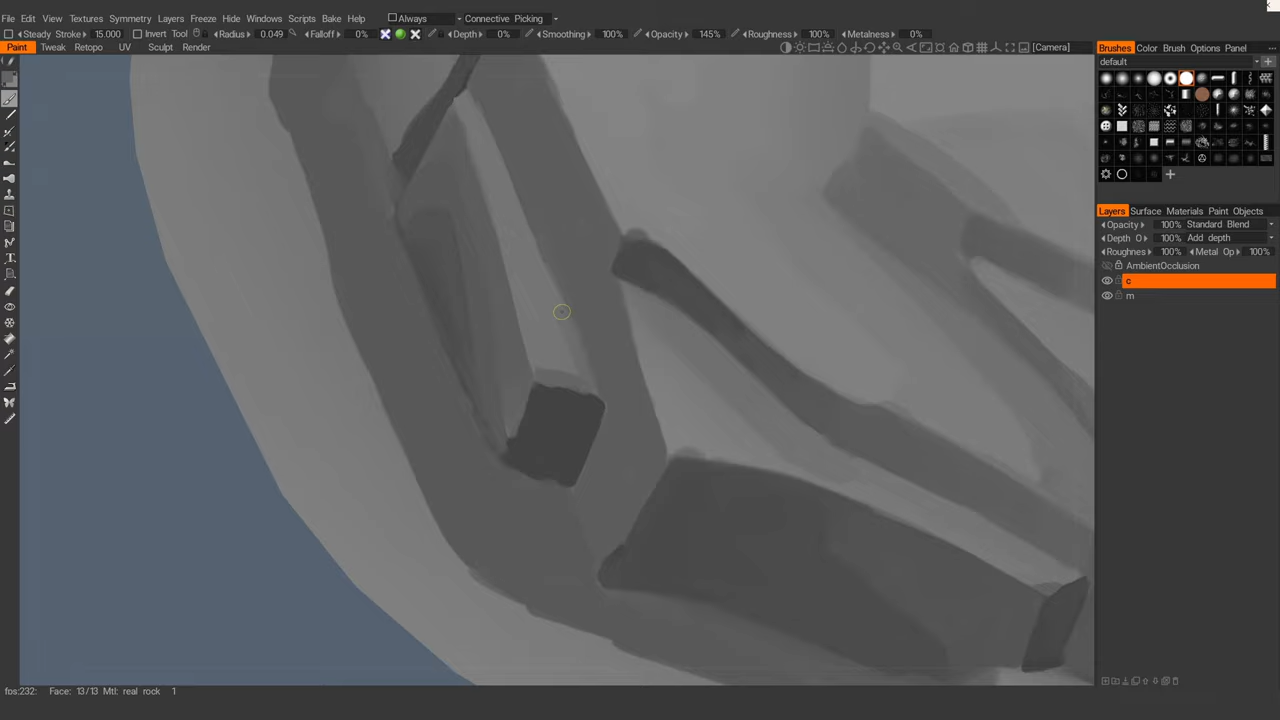 File Edit View Textures Symmetry Layers Freeze Hide Windows Scripts Bake Help Always Connective Picking
Steady Stroke 15.000 Invert Tool Radius 0.049 Falloff 0% Depth 0% Smoothing 100% Opacity 145% Roughness 100% Metalness 0%
Paint Tweak Retopo UV Sculpt Render [Camera] Brushes Color Brush Options Panel
default
Layers Surface Materials Paint Objects
Opacity 100% Standard Blend
Depth O 100% Add depth
Roughness 100% Metal Op 100%
AmbientOcclusion
c
m
fps:232: Face: 13/13 Mtl: real rock 1